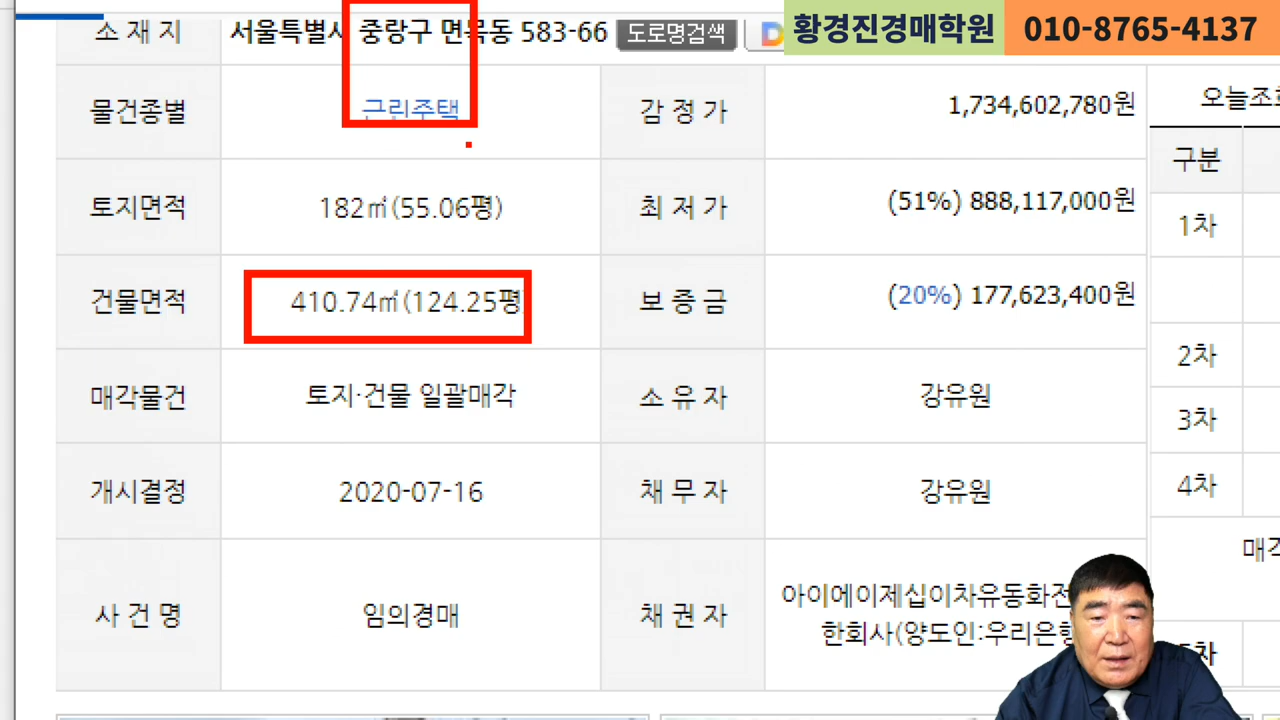 소 재 지 서울특별시 중랑구 면목동 583-66 도로명검색 D 황경진경매학원 010-8765-4137
물건종별 근린주택 감 정 가 1,734,602,780원 오늘조회
토지면적 182㎡(55.06평) 최 저 가 (51%) 888,117,000원 구분
1차
건물면적 410.74㎡(124.25평) 보 증 금 (20%) 177,623,400원
2차
매각물건 토지·건물 일괄매각 소 유 자 강유원
3차
개시결정 2020-07-16 채 무 자 강유원 4차
매각
사 건 명 임의경매 채 권 자 아이에이제십이차유동화전
한회사(양도인:우리은행
차